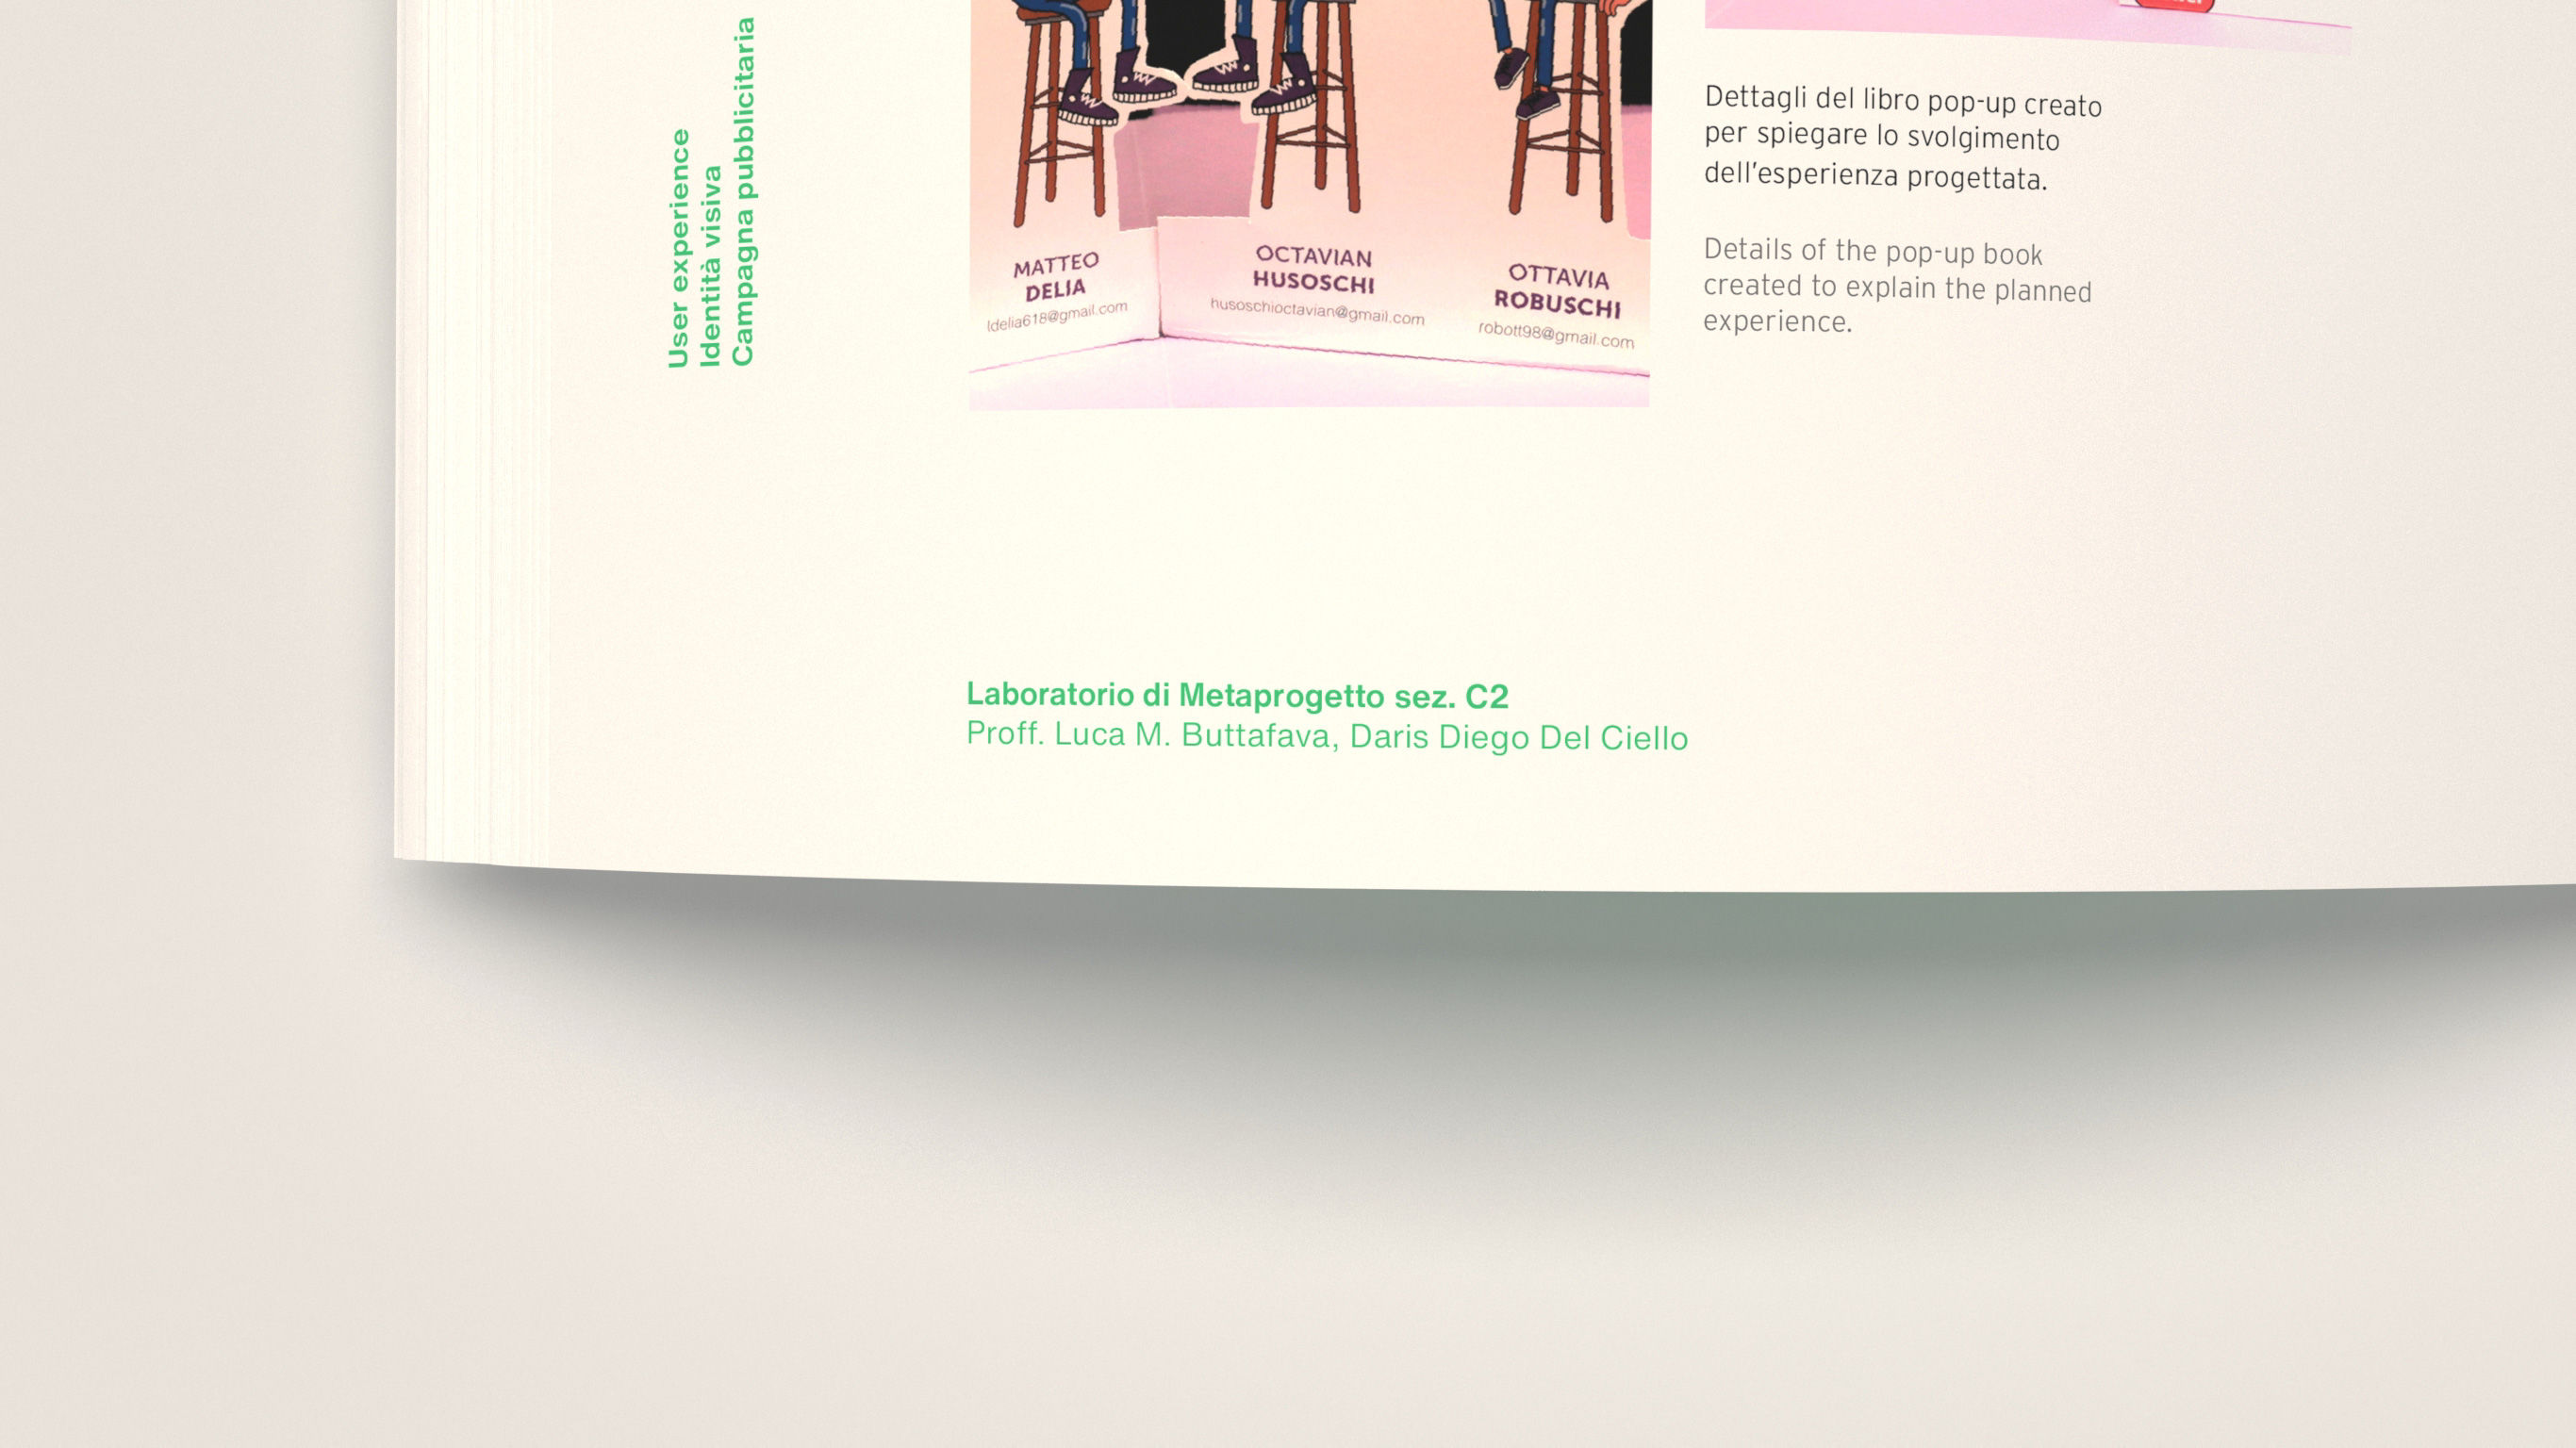 User experience
Identità visiva
Campagna pubblicitaria
MATTEO
DELIA
ldelia618@gmail.com
OCTAVIAN
HUSOSCHI
husoschioctavian@gmail.com
OTTAVIA
ROBUSCHI
robott98@gmail.com
Dettagli del libro pop-up creato
per spiegare lo svolgimento
dell'esperienza progettata.
Details of the pop-up book
created to explain the planned
experience.
Laboratorio di Metaprogetto sez. C2
Proff. Luca M. Buttafava, Daris Diego Del Ciello